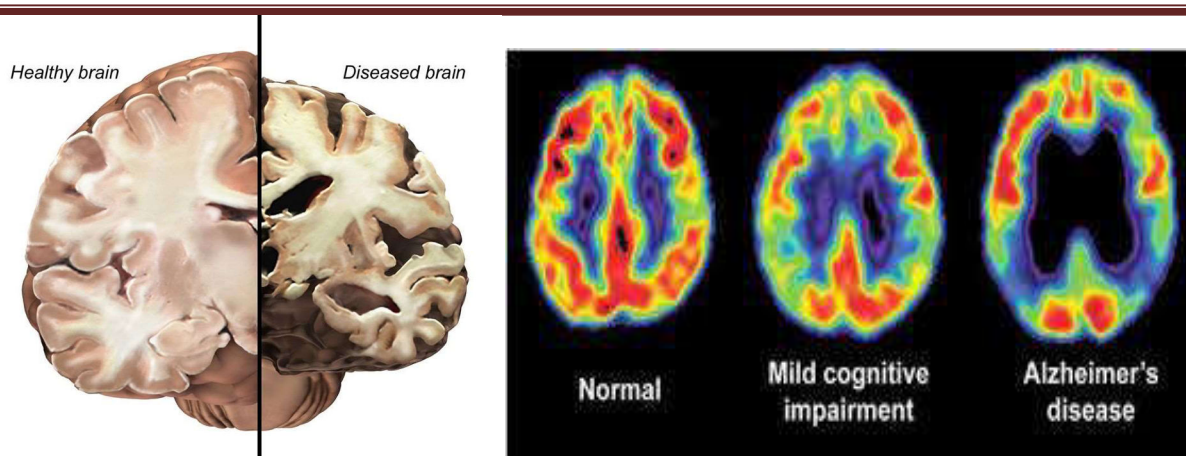 Healthy brain
Diseased brain
Normal
Mild cognitive
impairment
Alzheimer's
disease